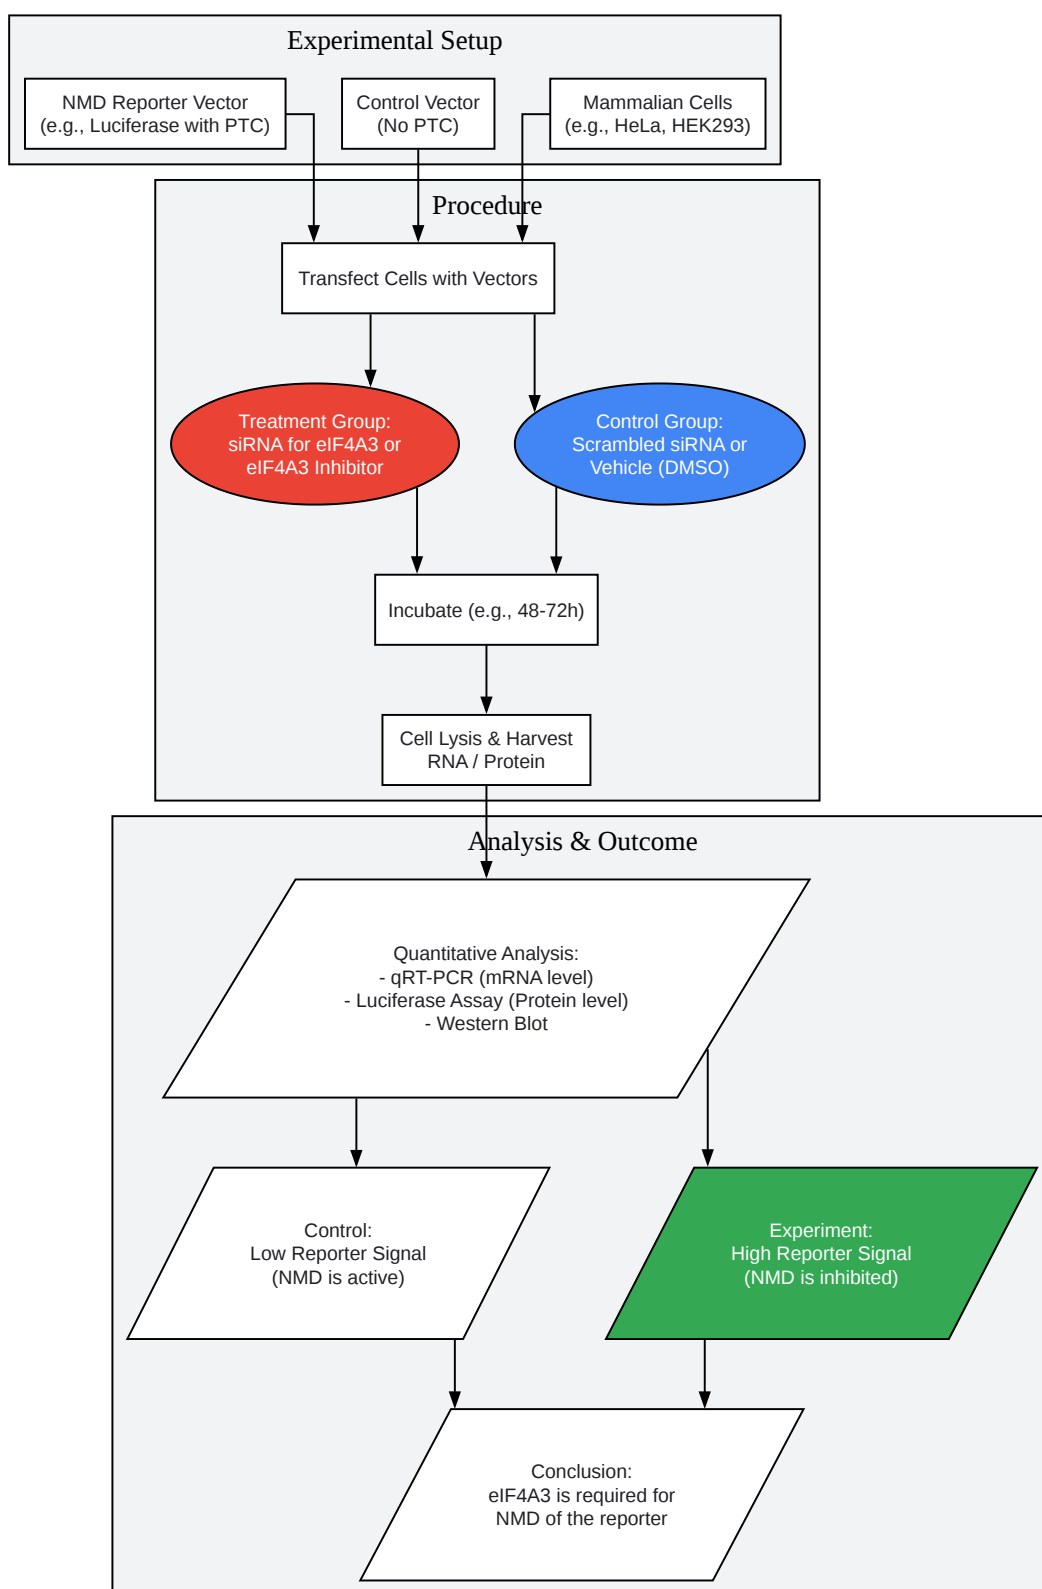 Experimental Setup
NMD Reporter Vector
(e.g., Luciferase with PTC)
Control Vector
(No PTC)
Mammalian Cells
(e.g., HeLa, HEK293)
Procedure
Transfect Cells with Vectors
Treatment Group:
siRNA for eIF4A3 or
eIF4A3 Inhibitor
Control Group:
Scrambled siRNA or
Vehicle (DMSO)
Incubate (e.g., 48-72h)
Cell Lysis & Harvest
RNA / Protein
Analysis & Outcome
Quantitative Analysis:
- qRT-PCR (mRNA level)
- Luciferase Assay (Protein level)
- Western Blot
Control:
Low Reporter Signal
(NMD is active)
Experiment:
High Reporter Signal
(NMD is inhibited)
Conclusion:
eIF4A3 is required for
NMD of the reporter